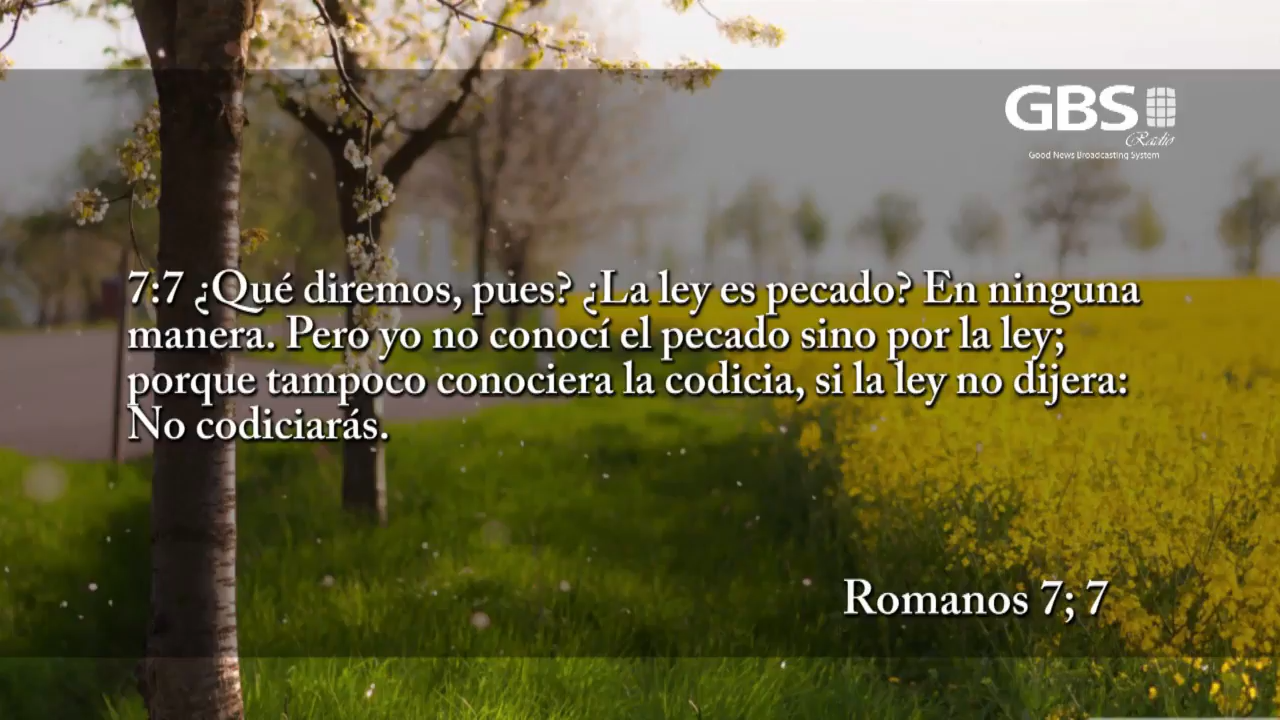 GBS
Radio
Good News Broadcasting System
7:7 ¿Qué diremos, pues? ¿La ley es pecado? En ninguna
manera. Pero yo no conocí el pecado sino por la ley;
porque tampoco conociera la codicia, si la ley no dijera:
No codiciarás.
Romanos 7; 7